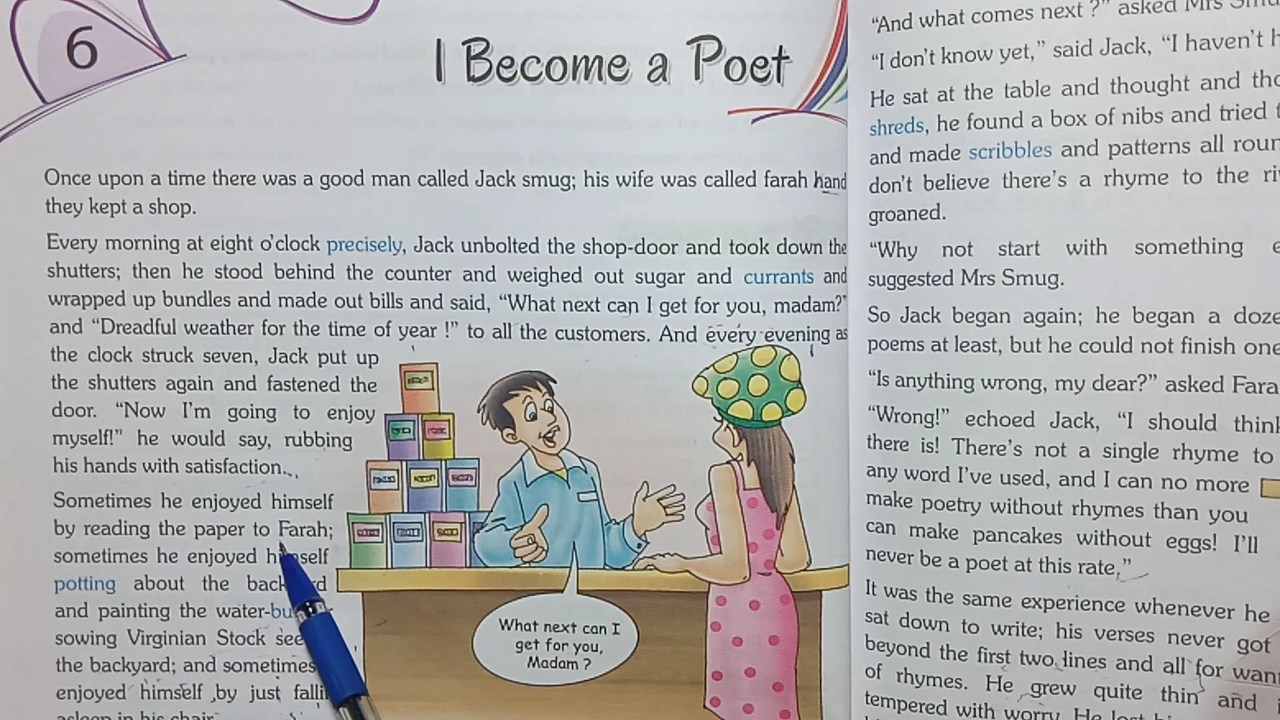 6
I Become a Poet
Once upon a time there was a good man called Jack smug; his wife was called farah hand
they kept a shop.
Every morning at eight o'clock precisely, Jack unbolted the shop-door and took down the
shutters; then he stood behind the counter and weighed out sugar and currants and
wrapped up bundles and made out bills and said, "What next can I get for you, madam?"
and "Dreadful weather for the time of year !" to all the customers. And every evening as
the clock struck seven, Jack put up
the shutters again and fastened the
door. "Now I'm going to enjoy
myself!" he would say, rubbing
his hands with satisfaction.
Sometimes he enjoyed himself
by reading the paper to Farah;
sometimes he enjoyed himself
potting about the
and painting the water-
sowing Virginian Stock
the backyard; and sometimes
enjoyed himself by just
asleep in his chair
What next can I
get for you,
Madam ?
"And what comes next ?" asked Mrs
"I don't know yet," said Jack, "I haven't
He sat at the table and thought and
shreds, he found a box of nibs and tried
and made scribbles and patterns all
don't believe there's a rhyme to the
groaned.
"Why not start with something
suggested Mrs Smug.
So Jack began again; he began a
poems at least, but he could not finish one
"Is anything wrong, my dear?" asked
"Wrong!" echoed Jack, "I should
there is! There's not a single rhyme to
any word I've used, and I can no more
make poetry without rhymes than you
can make pancakes without eggs! I'll
never be a poet at this rate,"
It was the same experience whenever he
sat down to write; his verses never got
beyond the first two lines and all for
of rhymes. He grew quite thin and
tempered with worry. He